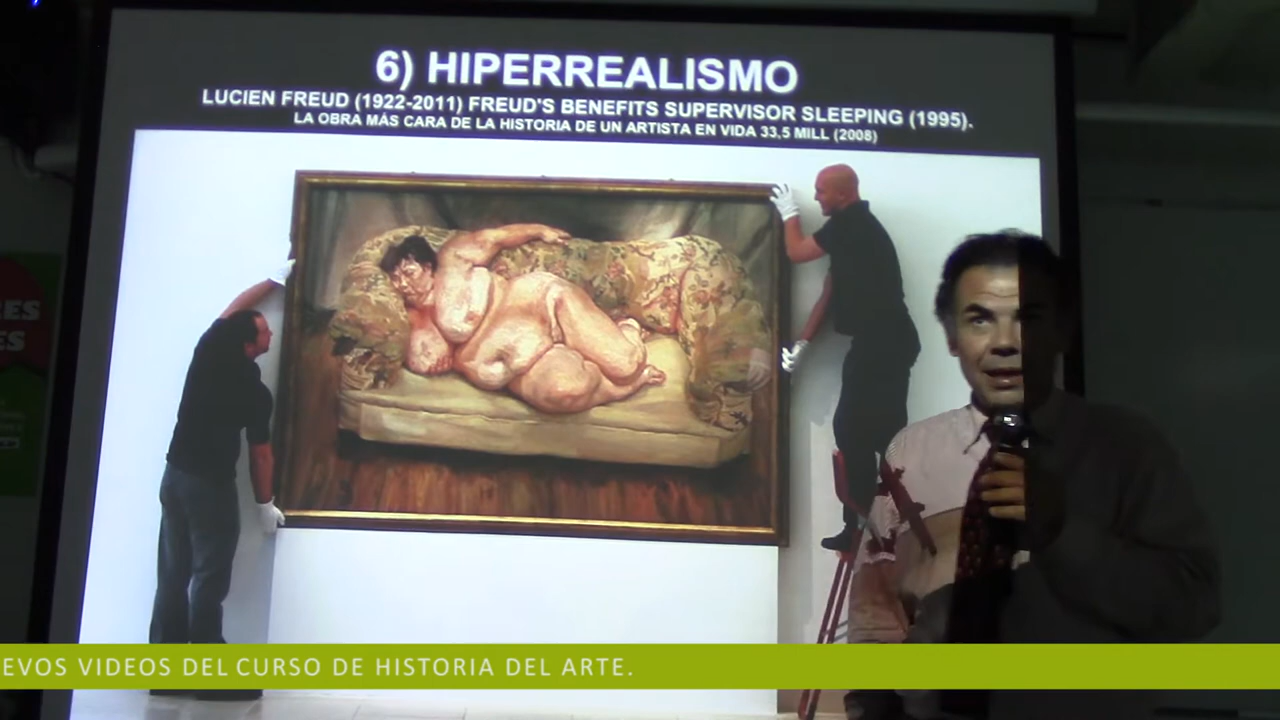 6) HIPERREALISMO
LUCIEN FREUD (1922-2011) FREUD'S BENEFITS SUPERVISOR SLEEPING (1995).
LA OBRA MÁS CARA DE LA HISTORIA DE UN ARTISTA EN VIDA 33,5 MILL (2008)
EVOS VIDEOS DEL CURSO DE HISTORIA DEL ARTE.